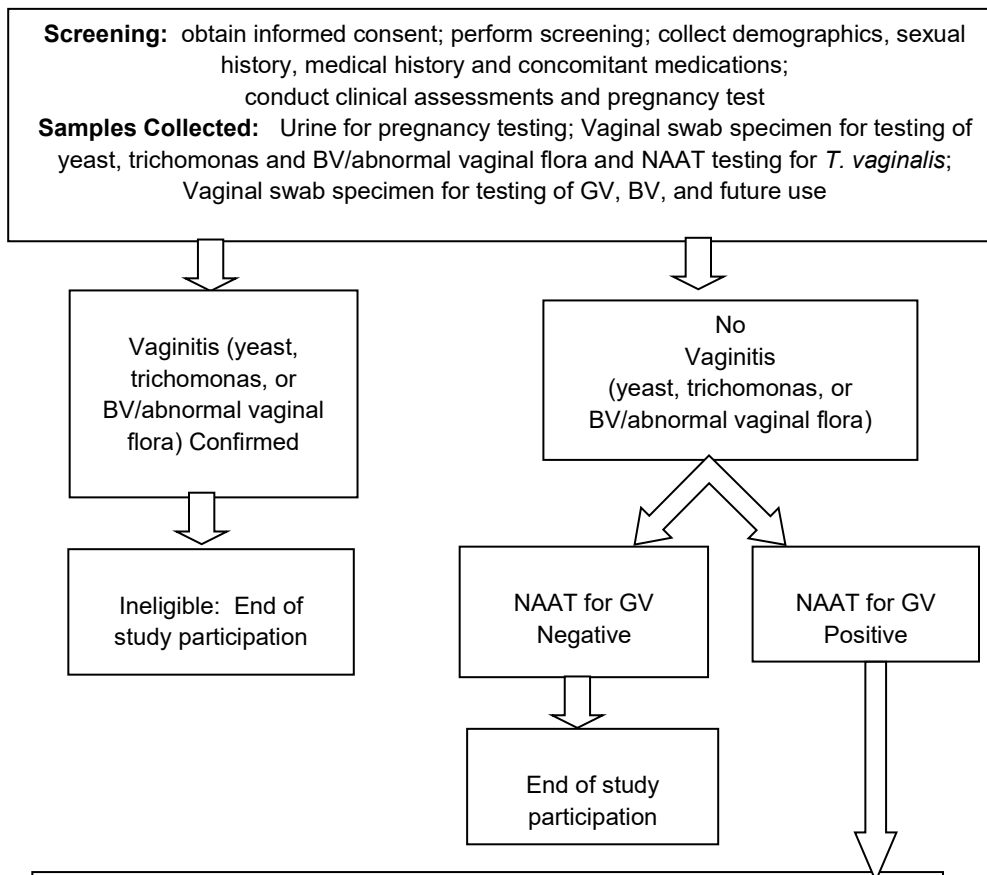 Screening: obtain informed consent; perform screening; collect demographics, sexual
history, medical history and concomitant medications;
conduct clinical assessments and pregnancy test
Samples Collected: Urine for pregnancy testing; Vaginal swab specimen for testing of
yeast, trichomonas and BV/abnormal vaginal flora and NAAT testing for T. vaginalis;
Vaginal swab specimen for testing of GV, BV, and future use
Vaginitis (yeast,
trichomonas, or
BV/abnormal vaginal
flora) Confirmed
No
Vaginitis
(yeast, trichomonas, or
BV/abnormal vaginal flora)
Ineligible: End of
study participation
NAAT for GV
Negative
NAAT for GV
Positive
End of study
participation